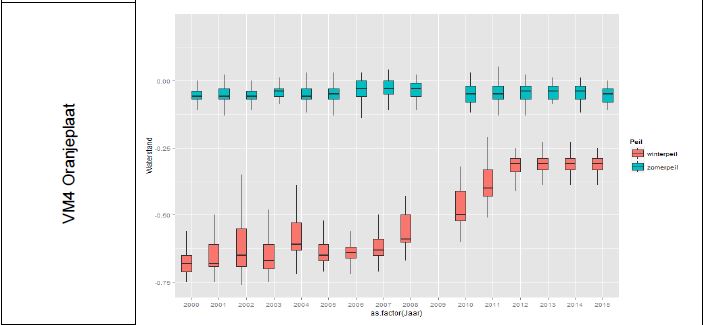 VM4 Oranjeplaat
Waterstand
0.00
-0.25
-0.50
-0.75
2000 2001 2002 2003 2004 2005 2006 2007 2008 2009 2010 2011 2012 2013 2014 2015
as.factor(Jaar)
Peil
winterpeil
zomerpeil